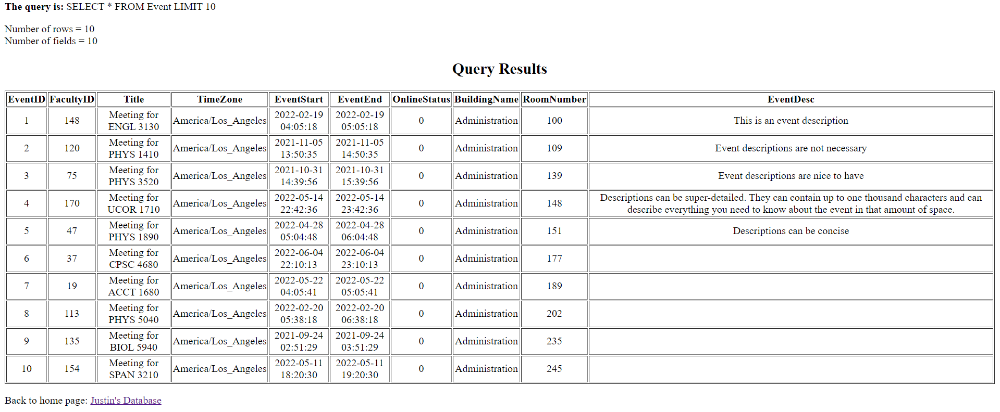 The query is: SELECT * FROM Event LIMIT 10
Number of rows = 10
Number of fields = 10
Query Results
EventID FacultyID Title TimeZone EventStart EventEnd OnlineStatus BuildingName RoomNumber EventDesc
1 148 Meeting for ENGL 3130 America/Los_Angeles 2022-02-19 04:05:18 2022-02-19 05:05:18 0 Administration 100 This is an event description
2 120 Meeting for PHYS 1410 America/Los_Angeles 2021-11-05 13:50:35 2021-11-05 14:50:35 0 Administration 109 Event descriptions are not necessary
3 75 Meeting for PHYS 3520 America/Los_Angeles 2021-10-31 14:39:56 2021-10-31 15:39:56 0 Administration 139 Event descriptions are nice to have
4 170 Meeting for UCOR 1710 America/Los_Angeles 2022-05-14 22:42:36 2022-05-14 23:42:36 0 Administration 148 Descriptions can be super-detailed. They can contain up to one thousand characters and can describe everything you need to know about the event in that amount of space.
5 47 Meeting for PHYS 1890 America/Los_Angeles 2022-04-28 05:04:48 2022-04-28 06:04:48 0 Administration 151 Descriptions can be concise
6 37 Meeting for CPSC 4680 America/Los_Angeles 2022-06-04 22:10:13 2022-06-04 23:10:13 0 Administration 177
7 19 Meeting for ACCT 1680 America/Los_Angeles 2022-05-22 04:05:41 2022-05-22 05:05:41 0 Administration 189
8 113 Meeting for PHYS 5040 America/Los_Angeles 2022-02-20 05:38:18 2022-02-20 06:38:18 0 Administration 202
9 135 Meeting for BIOL 5940 America/Los_Angeles 2021-09-24 02:51:29 2021-09-24 03:51:29 0 Administration 235
10 154 Meeting for SPAN 3210 America/Los_Angeles 2022-05-11 18:20:30 2022-05-11 19:20:30 0 Administration 245
Back to home page: Justin's Database